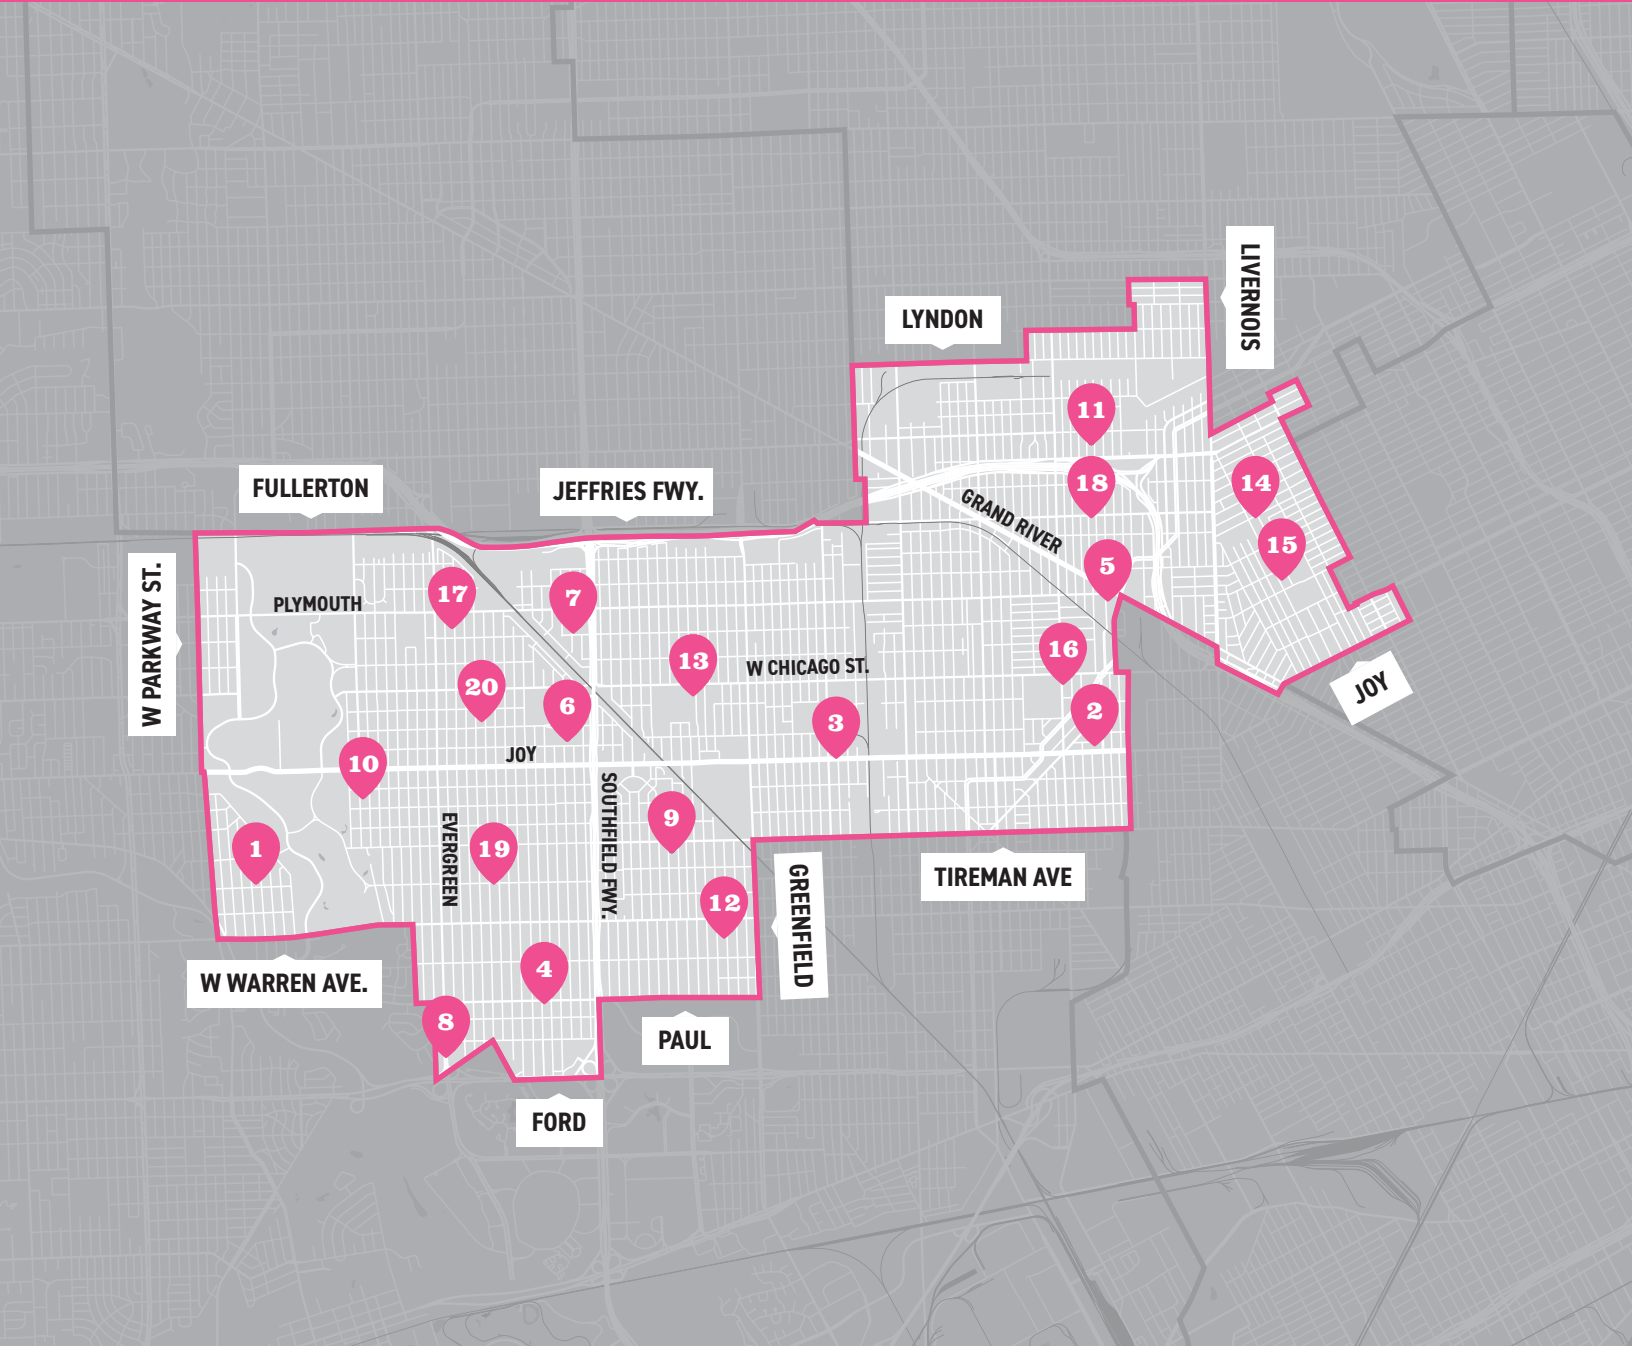 LIVERNOIS
LYNDON
11
FULLERTON
JEFFRIES FWY.
18
14
GRAND RIVER
15
5
W PARKWAY ST.
PLYMOUTH
17
7
16
13
W CHICAGO ST.
20
6
2
3
JOY
JOY
10
9
1
EVERGREEN
19
SOUTHFIELD FWY.
TIREMAN AVE
12
GREENFIELD
W WARREN AVE.
4
8
PAUL
FORD